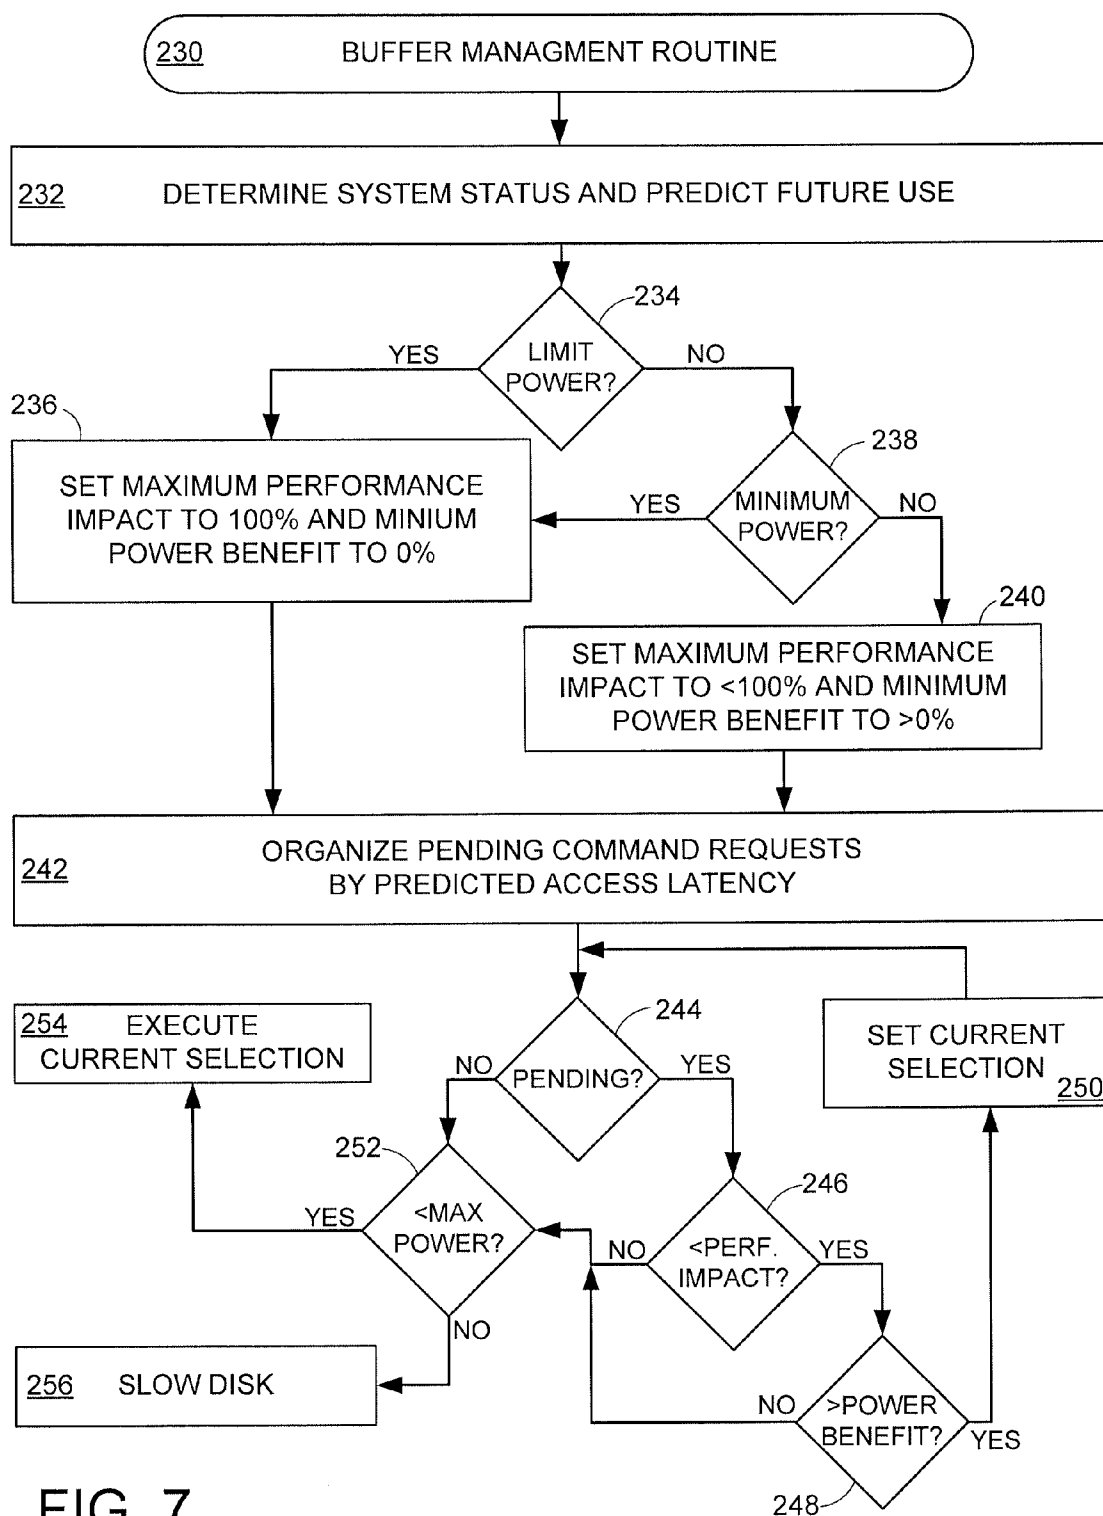 230 BUFFER MANAGMENT ROUTINE
232 DETERMINE SYSTEM STATUS AND PREDICT FUTURE USE
234
LIMIT
POWER?
YES
NO
236
SET MAXIMUM PERFORMANCE
IMPACT TO 100% AND MINIUM
POWER BENEFIT TO 0%
238
MINIMUM
POWER?
YES
NO
240
SET MAXIMUM PERFORMANCE
IMPACT TO <100% AND MINIMUM
POWER BENEFIT TO >0%
242
ORGANIZE PENDING COMMAND REQUESTS
BY PREDICTED ACCESS LATENCY
244
PENDING?
NO
YES
254 EXECUTE
CURRENT SELECTION
SET CURRENT
SELECTION
250
252
<MAX
POWER?
YES
NO
246
<PERF.
IMPACT?
NO
YES
256 SLOW DISK
>POWER
BENEFIT?
NO
YES
248
FIG. 7